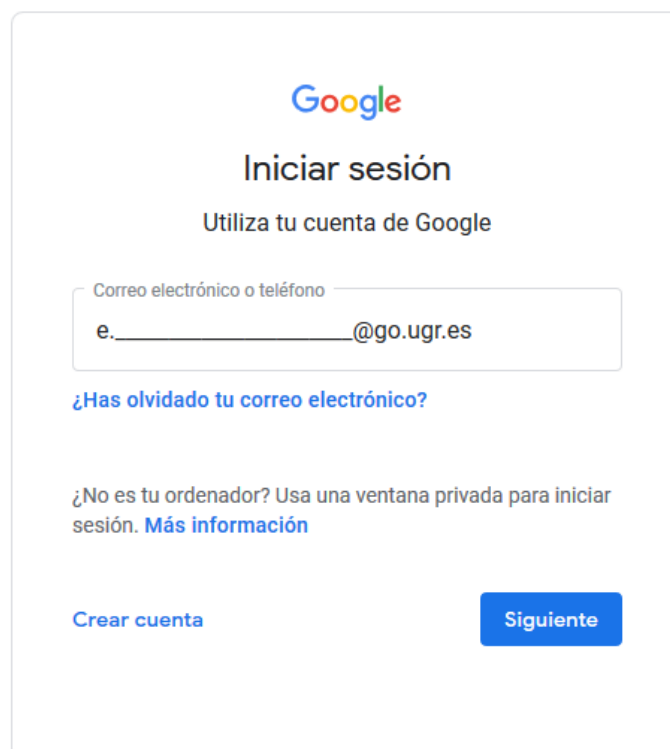 Google
Iniciar sesión
Utiliza tu cuenta de Google
Correo electrónico o teléfono
e.____________________@go.ugr.es
¿Has olvidado tu correo electrónico?
¿No es tu ordenador? Usa una ventana privada para iniciar
sesión. Más información
Crear cuenta
Siguiente